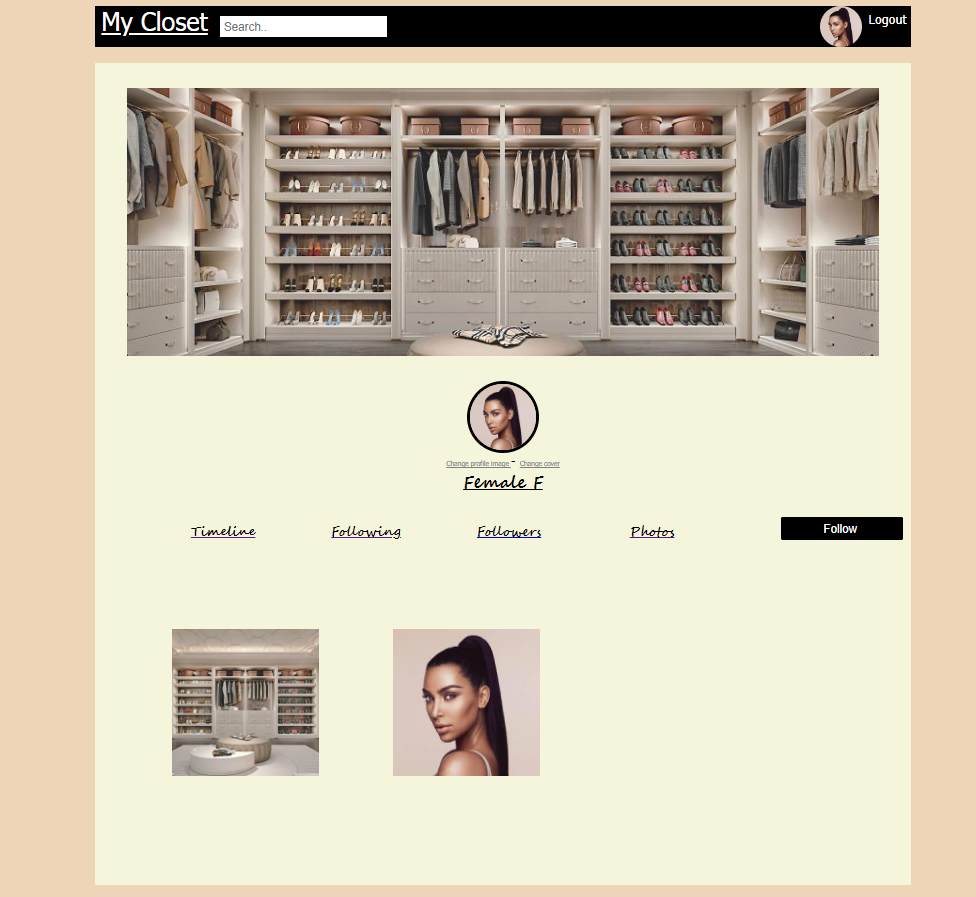 My Closet Search.. Logout
Change profile image - Change cover
Female F
Timeline Following Followers Photos Follow